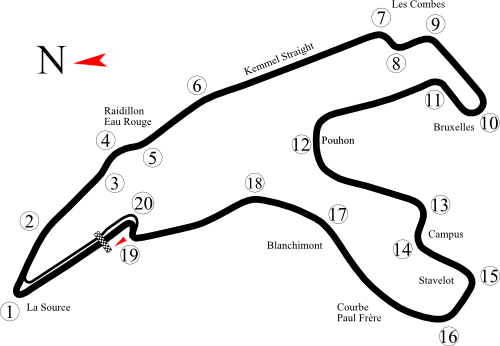 Les Combes
7
9
8
Kemmel Straight
N
6
11
Raidillon
Eau Rouge
10
Bruxelles
4
5
12
Pouhon
3
18
20
13
2
17
Campus
Blanchimont
14
19
15
Stavelot
1
La Source
Courbe
Paul Frère
16